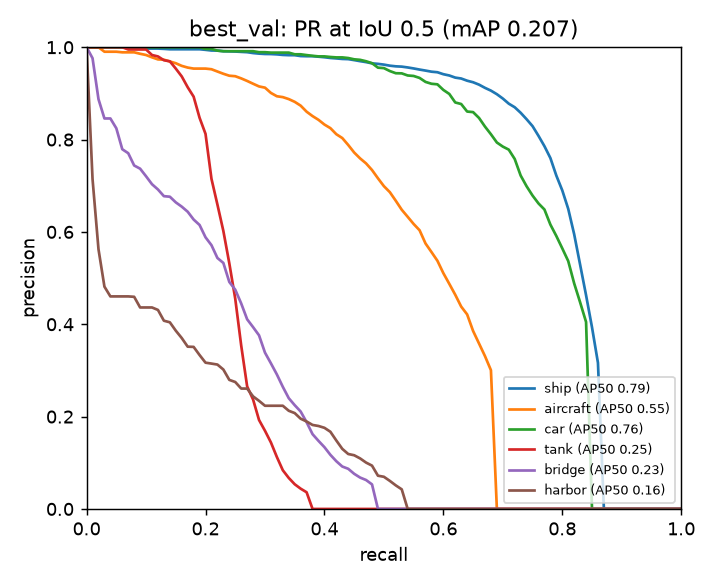 best_val: PR at IoU 0.5 (mAP 0.207)
1.0
0.8
0.6
0.4
0.2
0.0
precision
0.0 0.2 0.4 0.6 0.8 1.0
recall
ship (AP50 0.79)
aircraft (AP50 0.55)
car (AP50 0.76)
tank (AP50 0.25)
bridge (AP50 0.23)
harbor (AP50 0.16)